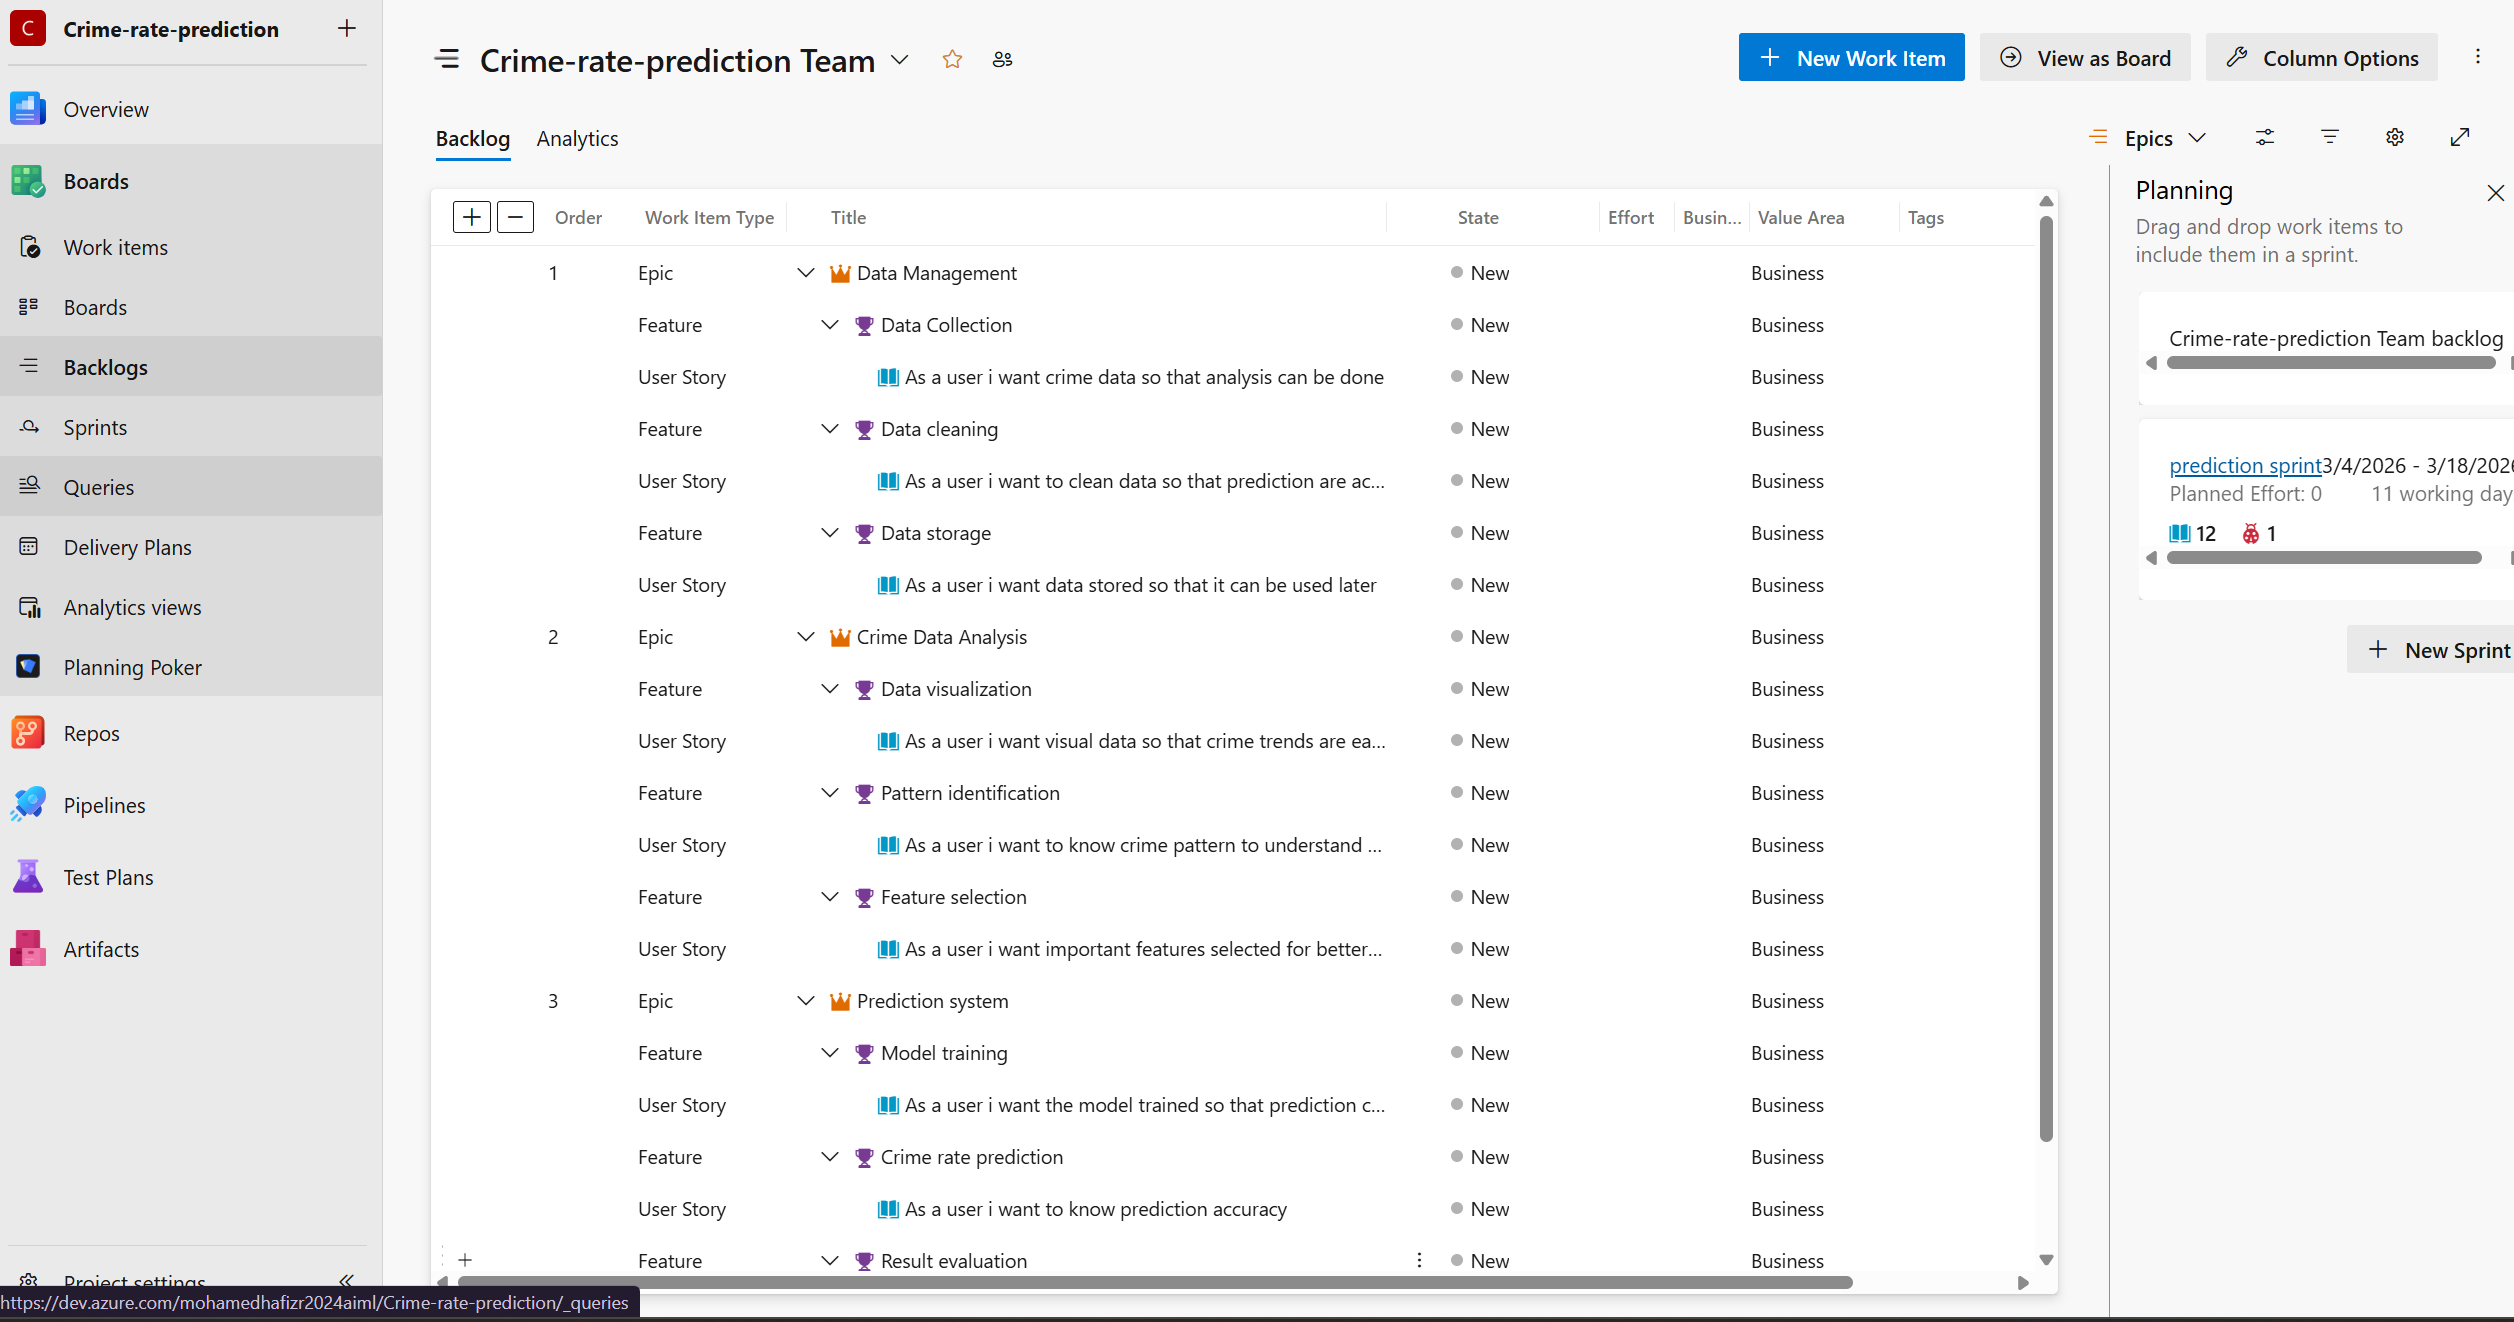 C Crime-rate-prediction
Overview
Boards
Work items
Boards
Backlogs
Sprints
Queries
Delivery Plans
Analytics views
Planning Poker
Repos
Pipelines
Test Plans
Artifacts
Project settings
https://dev.azure.com/mohamedhafizr2024aiml/Crime-rate-prediction/_queries
Crime-rate-prediction Team
New Work Item View as Board Column Options
Backlog Analytics
Epics
Order Work Item Type Title State Effort Busin... Value Area Tags
1 Epic Data Management New Business
Feature Data Collection New Business
User Story As a user i want crime data so that analysis can be done New Business
Feature Data cleaning New Business
User Story As a user i want to clean data so that prediction are ac... New Business
Feature Data storage New Business
User Story As a user i want data stored so that it can be used later New Business
2 Epic Crime Data Analysis New Business
Feature Data visualization New Business
User Story As a user i want visual data so that crime trends are ea... New Business
Feature Pattern identification New Business
User Story As a user i want to know crime pattern to understand ... New Business
Feature Feature selection New Business
User Story As a user i want important features selected for better... New Business
3 Epic Prediction system New Business
Feature Model training New Business
User Story As a user i want the model trained so that prediction c... New Business
Feature Crime rate prediction New Business
User Story As a user i want to know prediction accuracy New Business
Feature Result evaluation New Business
Planning
Drag and drop work items to
include them in a sprint.
Crime-rate-prediction Team backlog
prediction sprint 3/4/2026 - 3/18/2026
Planned Effort: 0 11 working day
12 1
New Sprint